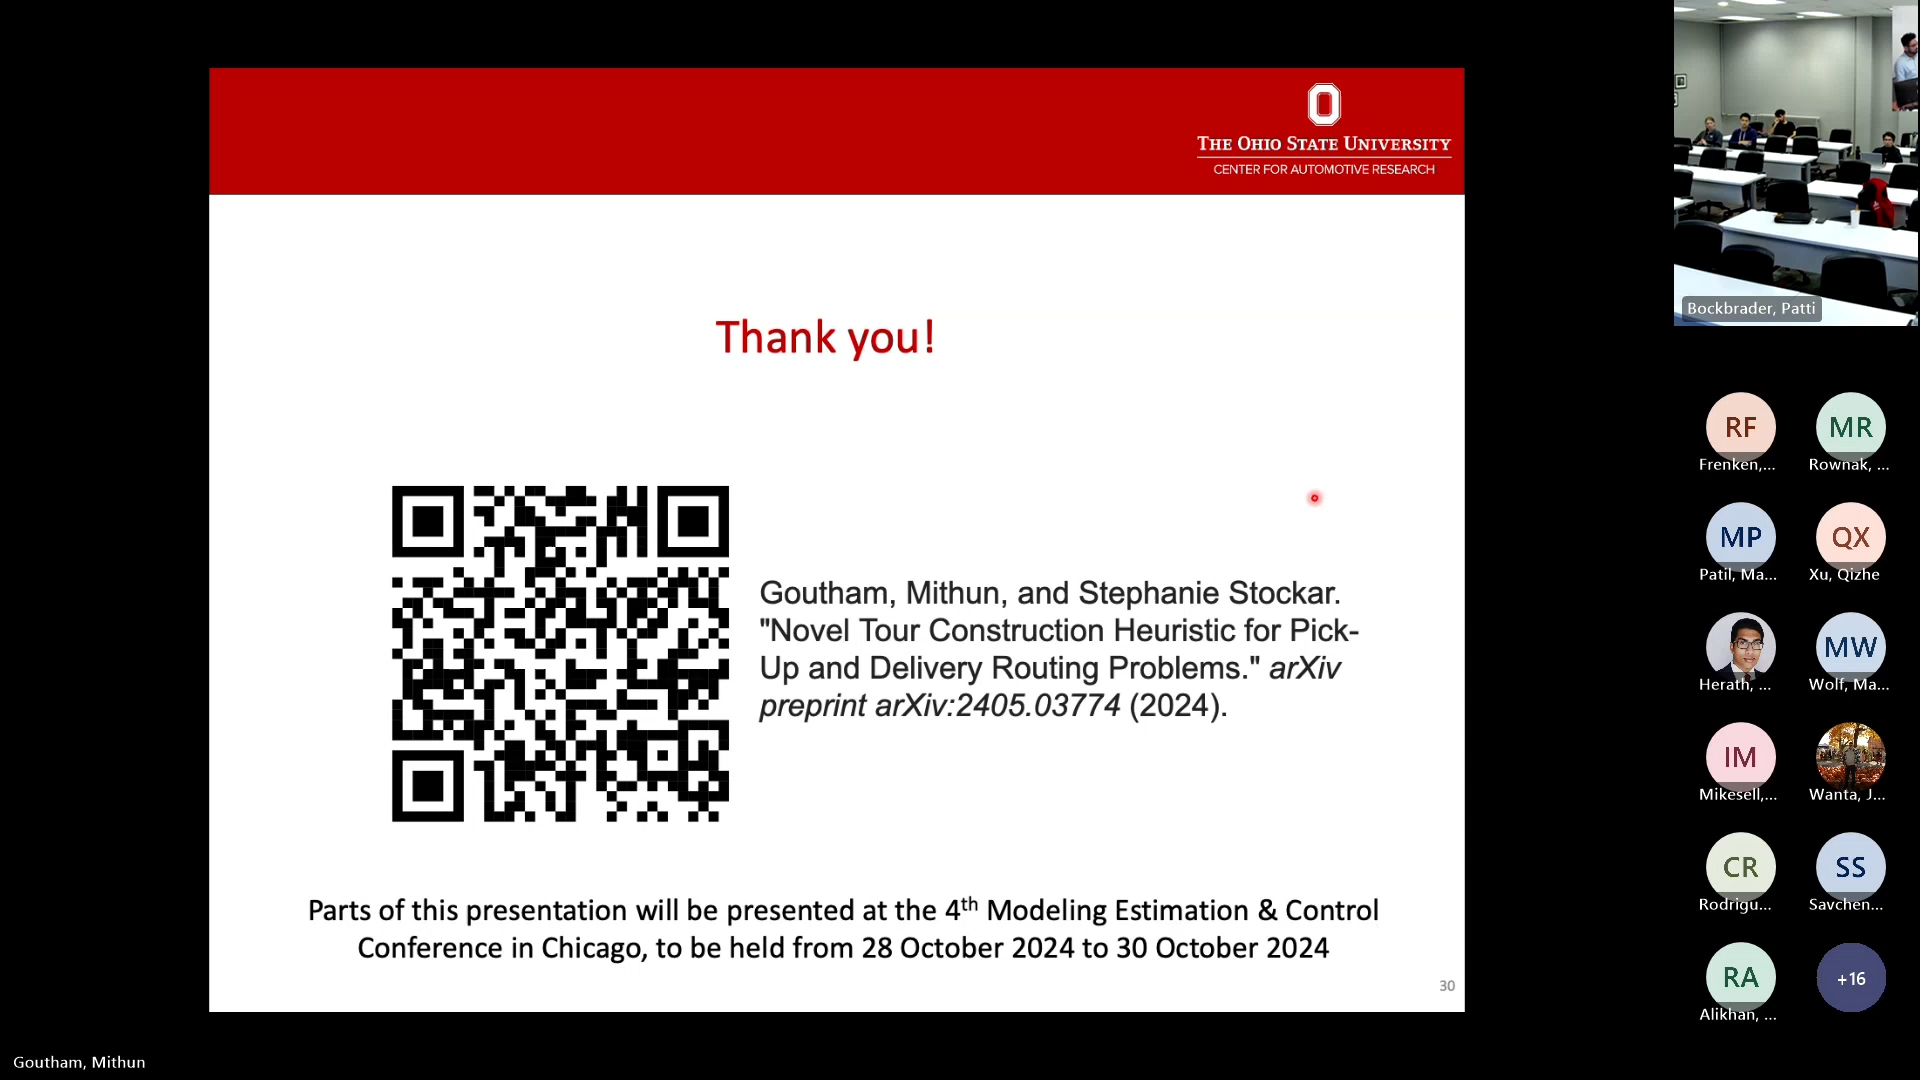 O
THE OHIO STATE UNIVERSITY
CENTER FOR AUTOMOTIVE RESEARCH
Thank you!
Goutham, Mithun, and Stephanie Stockar.
"Novel Tour Construction Heuristic for Pick-
Up and Delivery Routing Problems." arXiv
preprint arXiv:2405.03774 (2024).
Parts of this presentation will be presented at the 4th Modeling Estimation & Control
Conference in Chicago, to be held from 28 October 2024 to 30 October 2024
30
Bockbrader, Patti
RF
Frenken,...
MR
Rownak, ...
MP
Patil, Ma...
QX
Xu, Qizhe
Herath, ...
MW
Wolf, Ma...
IM
Mikesell,...
Wanta, J...
CR
Rodrigu...
SS
Savchen...
RA
Alikhan, ...
+16
Goutham, Mithun